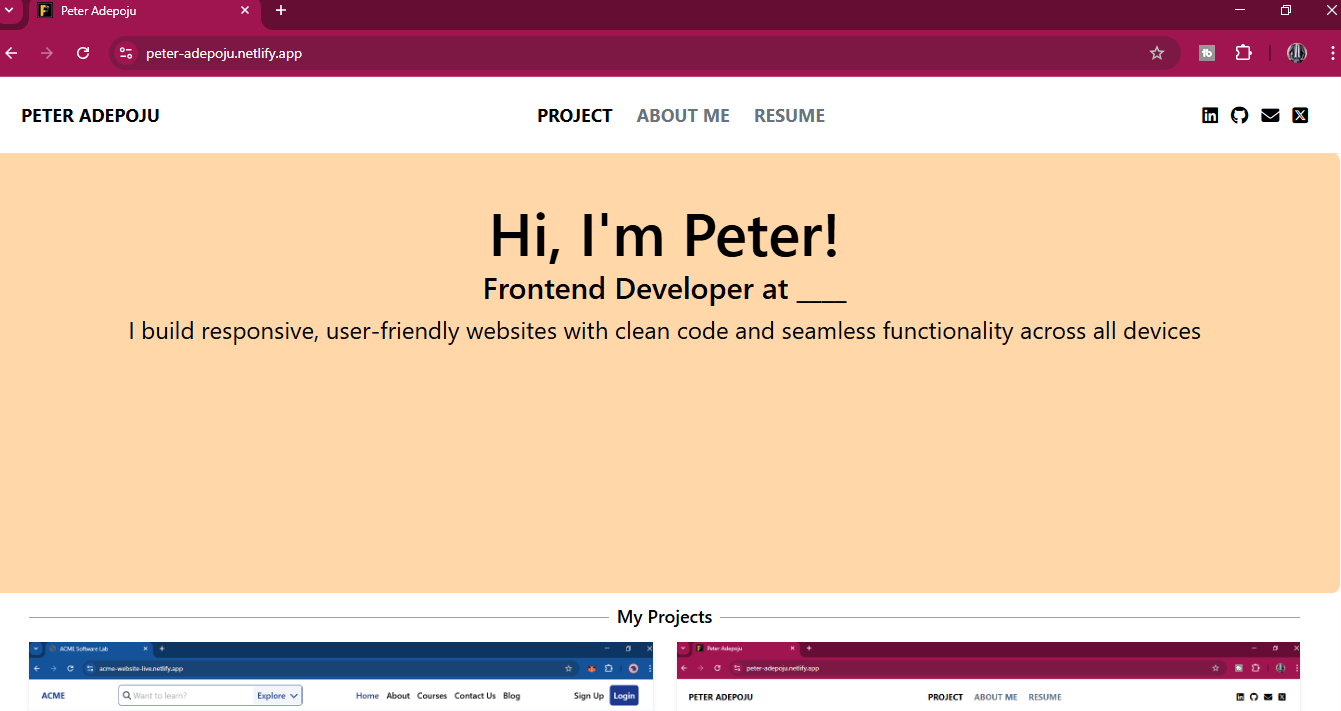 Peter Adepoju
peter-adepoju.netlify.app
PETER ADEPOJU PROJECT ABOUT ME RESUME
Hi, I'm Peter!
Frontend Developer at ____
I build responsive, user-friendly websites with clean code and seamless functionality across all devices
My Projects
ACME Software Lab
acme-website-live.netlify.app
ACME Want to learn? Explore Home About Courses Contact Us Blog Sign Up Login
Peter Adepoju
peter-adepoju.netlify.app
PETER ADEPOJU PROJECT ABOUT ME RESUME